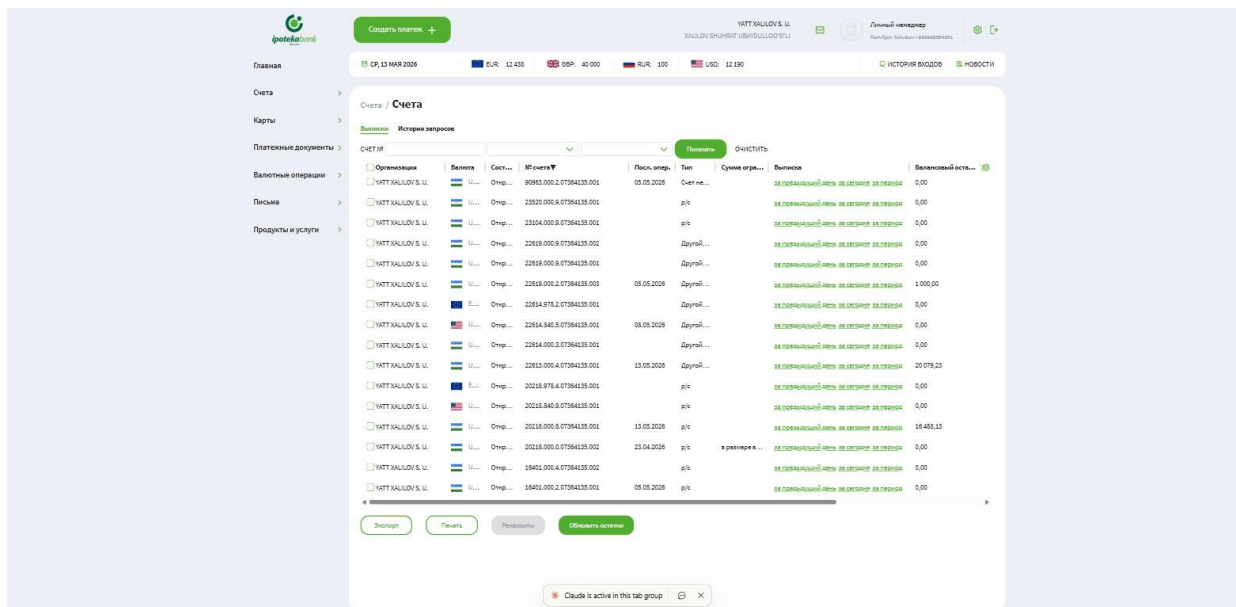 ipotekabank
Создать платеж +
YATT XALILOV S. U.
XALILOV SHUHRAT UBAYDULLOO'G'LI
Личный менеджер
Главная
Счета
Карты
Платежные документы
Валютные операции
Письма
Продукты и услуги
СР, 13 МАЯ 2026 EUR: 12 438 GBP: 40 000 RUR: 100 USD: 12 190 ИСТОРИЯ ВХОДОВ НОВОСТИ
Счета / Счета
Выписки История запросов
СЧЕТ № Показать ОЧИСТИТЬ
Организация Валюта Сост... № счета▼ Посл. опер. Тип Сумма огра... Выписка Балансовый оста...
YATT XALILOV S. U. U... Откр... 90963.000.2.07364135.001 05.05.2026 Счет не... за предыдущий день за сегодня за период 0,00
YATT XALILOV S. U. U... Откр... 23520.000.9.07364135.001 р/с за предыдущий день за сегодня за период 0,00
YATT XALILOV S. U. U... Откр... 23104.000.9.07364135.001 р/с за предыдущий день за сегодня за период 0,00
YATT XALILOV S. U. U... Откр... 22619.000.9.07364135.002 Другой... за предыдущий день за сегодня за период 0,00
YATT XALILOV S. U. U... Откр... 22619.000.9.07364135.001 Другой... за предыдущий день за сегодня за период 0,00
YATT XALILOV S. U. U... Откр... 22619.000.2.07364135.003 05.05.2026 Другой... за предыдущий день за сегодня за период 1 000,00
YATT XALILOV S. U. E... Откр... 22614.978.2.07364135.001 Другой... за предыдущий день за сегодня за период 0,00
YATT XALILOV S. U. U... Откр... 22614.840.5.07364135.001 08.05.2026 Другой... за предыдущий день за сегодня за период 0,00
YATT XALILOV S. U. U... Откр... 22614.000.3.07364135.001 Другой... за предыдущий день за сегодня за период 0,00
YATT XALILOV S. U. U... Откр... 22613.000.4.07364135.001 13.05.2026 Другой... за предыдущий день за сегодня за период 20 079,23
YATT XALILOV S. U. E... Откр... 20218.978.4.07364135.001 р/с за предыдущий день за сегодня за период 0,00
YATT XALILOV S. U. U... Откр... 20218.840.9.07364135.001 р/с за предыдущий день за сегодня за период 0,00
YATT XALILOV S. U. U... Откр... 20218.000.6.07364135.001 13.05.2026 р/с за предыдущий день за сегодня за период 16 488,13
YATT XALILOV S. U. U... Откр... 20218.000.0.07364135.002 23.04.2026 р/с в размере в... за предыдущий день за сегодня за период 0,00
YATT XALILOV S. U. U... Откр... 16401.000.4.07364135.002 р/с за предыдущий день за сегодня за период 0,00
YATT XALILOV S. U. U... Откр... 16401.000.2.07364135.001 05.05.2026 р/с за предыдущий день за сегодня за период 0,00
Экспорт Печать Реквизиты Обновить остатки
Claude is active in this tab group